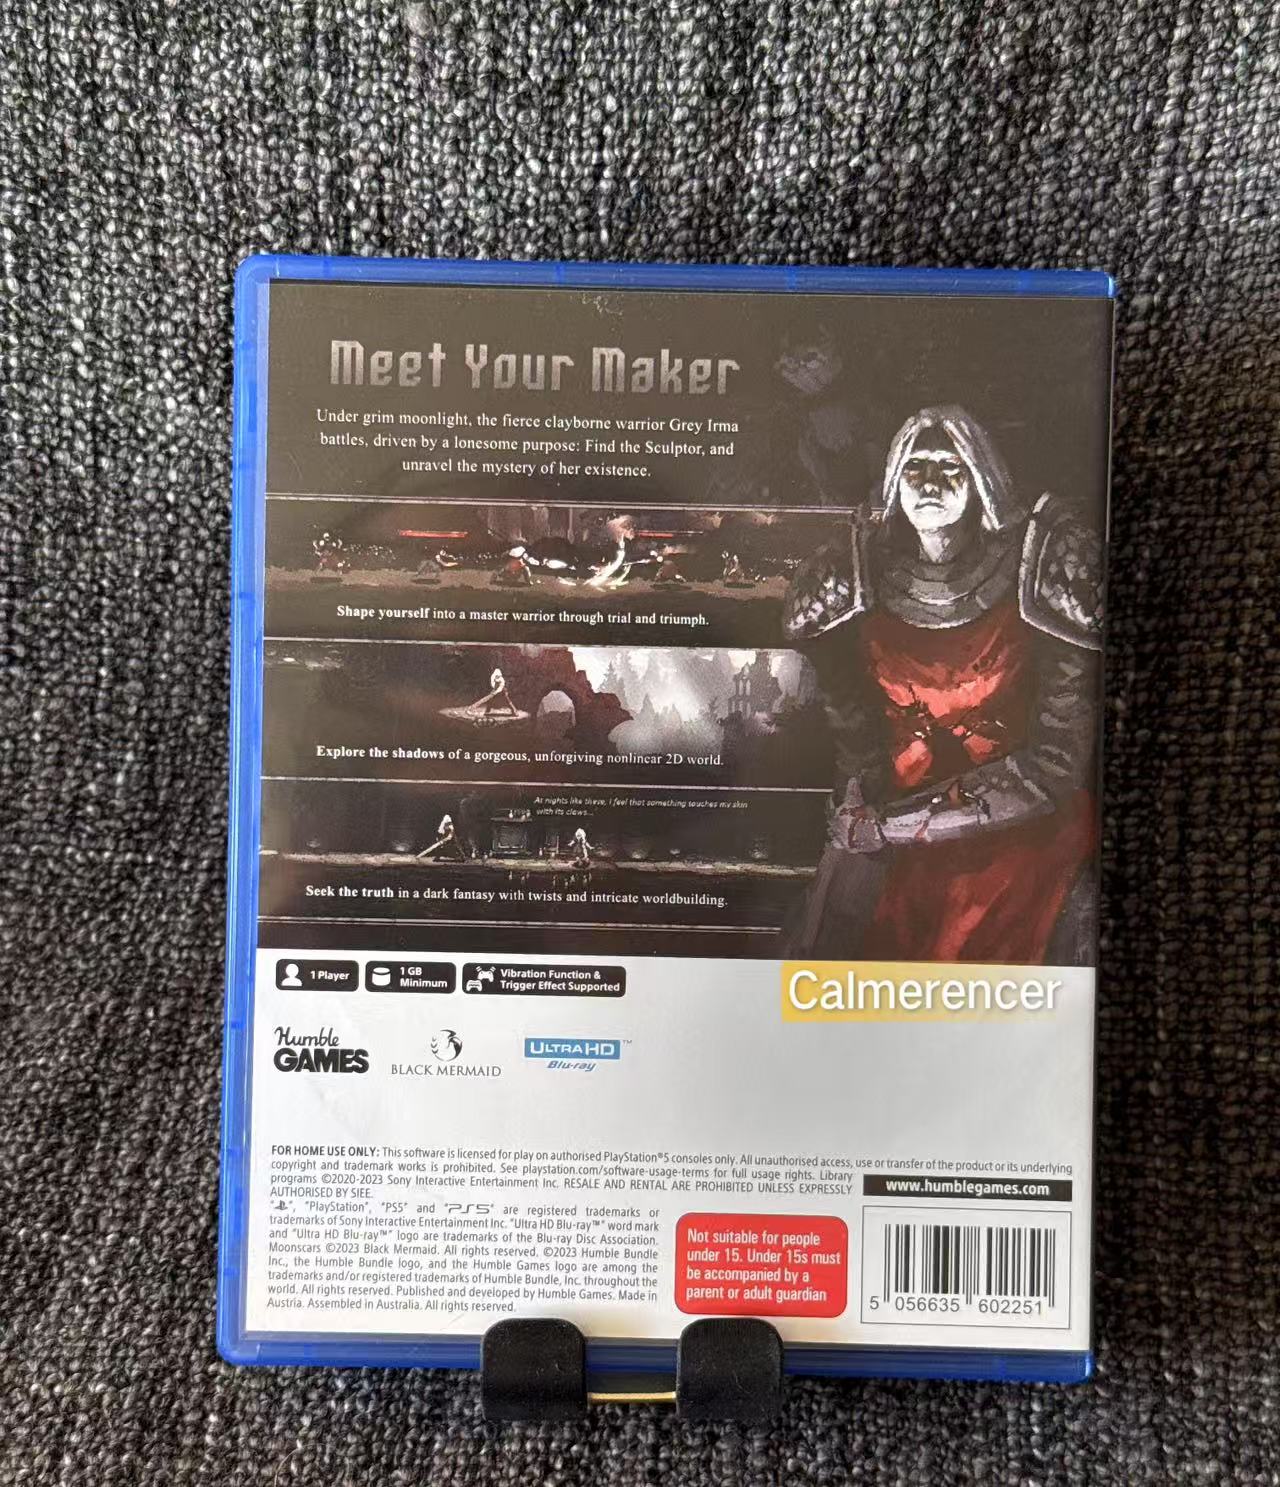 Meet Your Maker
Under grim moonlight, the fierce clayborne warrior Grey Irma
battles, driven by a lonesome purpose: Find the Sculptor, and
unravel the mystery of her existence.
Shape yourself into a master warrior through trial and triumph.
Explore the shadows of a gorgeous, unforgiving nonlinear 2D world.
At nights like these, I feel that something touches my skin
with its claws...
Seek the truth in a dark fantasy with twists and intricate worldbuilding.
1 Player
1 GB
Minimum
Vibration Function &
Trigger Effect Supported
Calmerencer
Humble
GAMES
BLACK MERMAID
ULTRA HD™
Blu-ray
FOR HOME USE ONLY: This software is licensed for play on authorised PlayStation®5 consoles only. All unauthorised access, use or transfer of the product or its underlying
copyright and trademark works is prohibited. See playstation.com/software-usage-terms for full usage rights. Library
programs ©2020-2023 Sony Interactive Entertainment Inc. RESALE AND RENTAL ARE PROHIBITED UNLESS EXPRESSLY
AUTHORISED BY SIEE.
www.humblegames.com
"PS", "PlayStation", "PS5" and "PS5" are registered trademarks or
trademarks of Sony Interactive Entertainment Inc. "Ultra HD Blu-ray™" word mark
and "Ultra HD Blu-ray™" logo are trademarks of the Blu-ray Disc Association.
Moonscars ©2023 Black Mermaid. All rights reserved. ©2023 Humble Bundle
Inc., the Humble Bundle logo, and the Humble Games logo are among the
trademarks and/or registered trademarks of Humble Bundle, Inc. throughout the
world. All rights reserved. Published and developed by Humble Games. Made in
Austria. Assembled in Australia. All rights reserved.
Not suitable for people
under 15. Under 15s must
be accompanied by a
parent or adult guardian
5 056635 602251